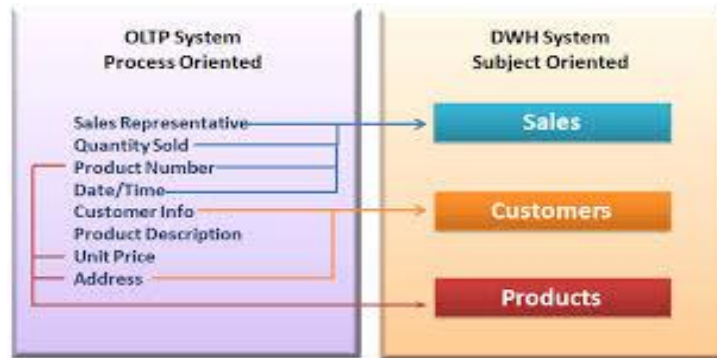 OLTP System
Process Oriented
Sales Representative
Quantity Sold
Product Number
Date/Time
Customer Info
Product Description
Unit Price
Address
DWH System
Subject Oriented
Sales
Customers
Products